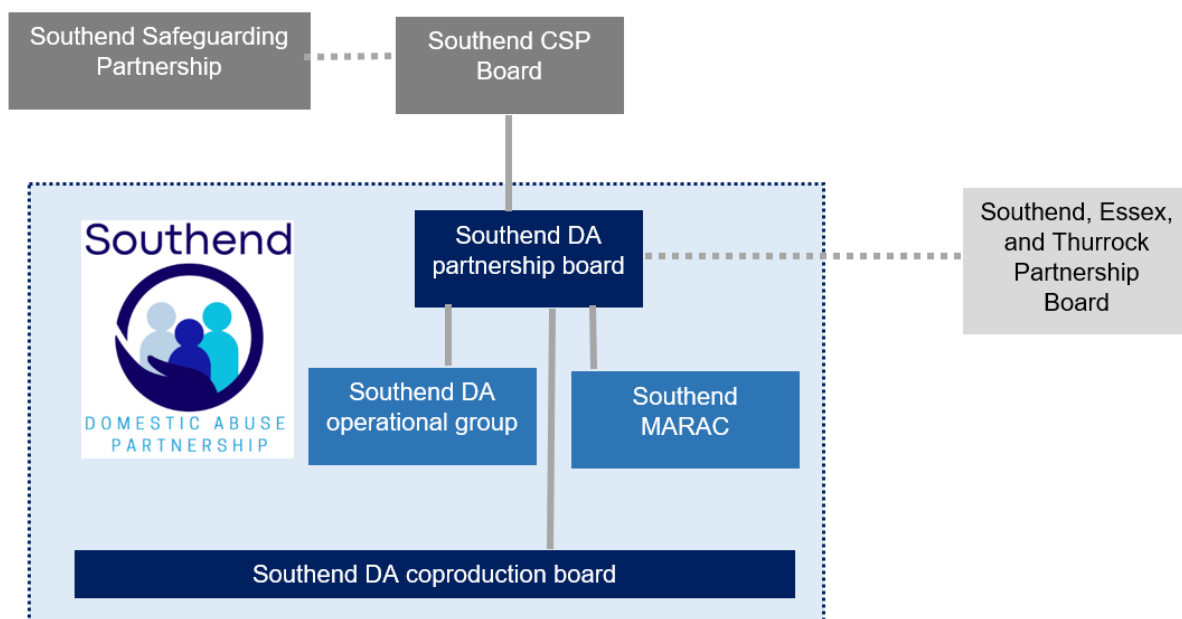 Southend Safeguarding
Partnership
Southend CSP
Board
Southend
DOMESTIC ABUSE
PARTNERSHIP
Southend DA
partnership board
Southend, Essex,
and Thurrock
Partnership
Board
Southend DA
operational group
Southend
MARAC
Southend DA coproduction board